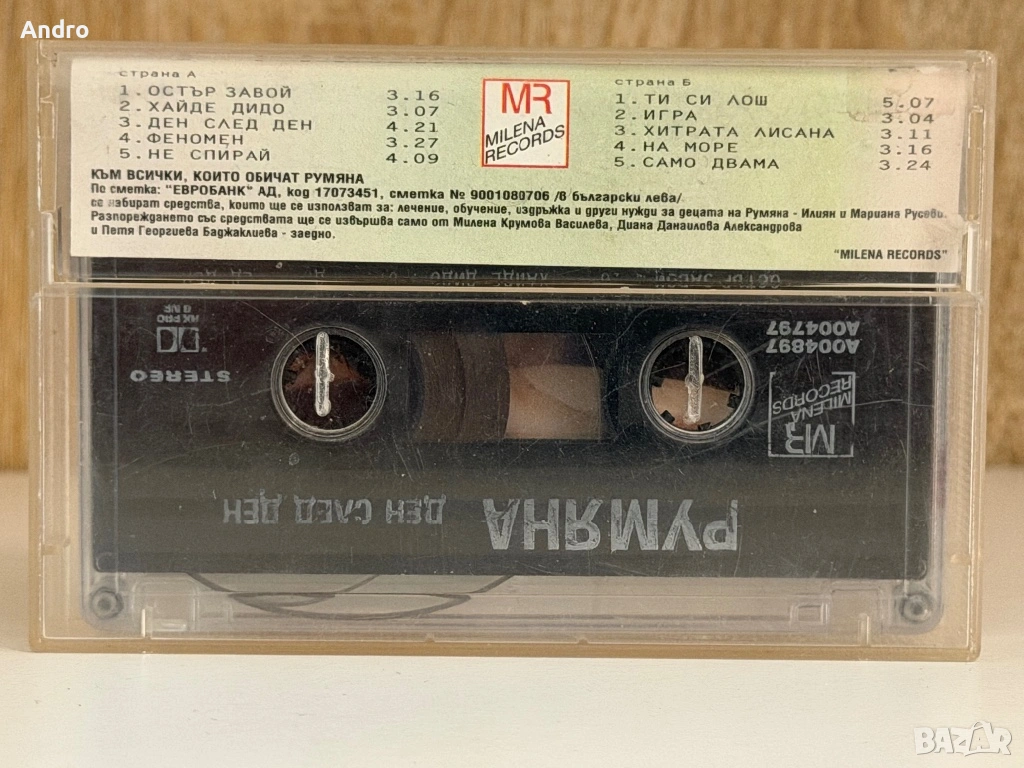 Andro
страна А
1. ОСТЪР ЗАВОЙ 3.16
2. ХАЙДЕ ДИДО 3.07
3. ДЕН СЛЕД ДЕН 4.21
4. ФЕНОМЕН 3.27
5. НЕ СПИРАЙ 4.09
MR
MILENA
RECORDS
страна Б
1. ТИ СИ ЛОШ 5.07
2. ИГРА 3.04
3. ХИТРАТА ЛИСАНА 3.11
4. НА МОРЕ 3.16
5. САМО ДВАМА 3.24
КЪМ ВСИЧКИ, КОИТО ОБИЧАТ РУМЯНА
По сметка: "ЕВРОБАНК" АД, код 17073451, сметка № 9001080706 /в български лева/
се набират средства, които ще се използват за: лечение, обучение, издръжка и други нужди за децата на Румяна - Илиян и Мариана Русеви.
Разпореждането със средствата ще се извършва само от Милена Крумова Василева, Диана Данаилова Александрова
и Петя Георгиева Баджаклиева - заедно.
"MILENA RECORDS"
РУМЯНА ДЕН СЛЕД ДЕН
MR
MILENA
RECORDS
STEREO
A004897
A004797
B NR
HX PRO
BAZAR